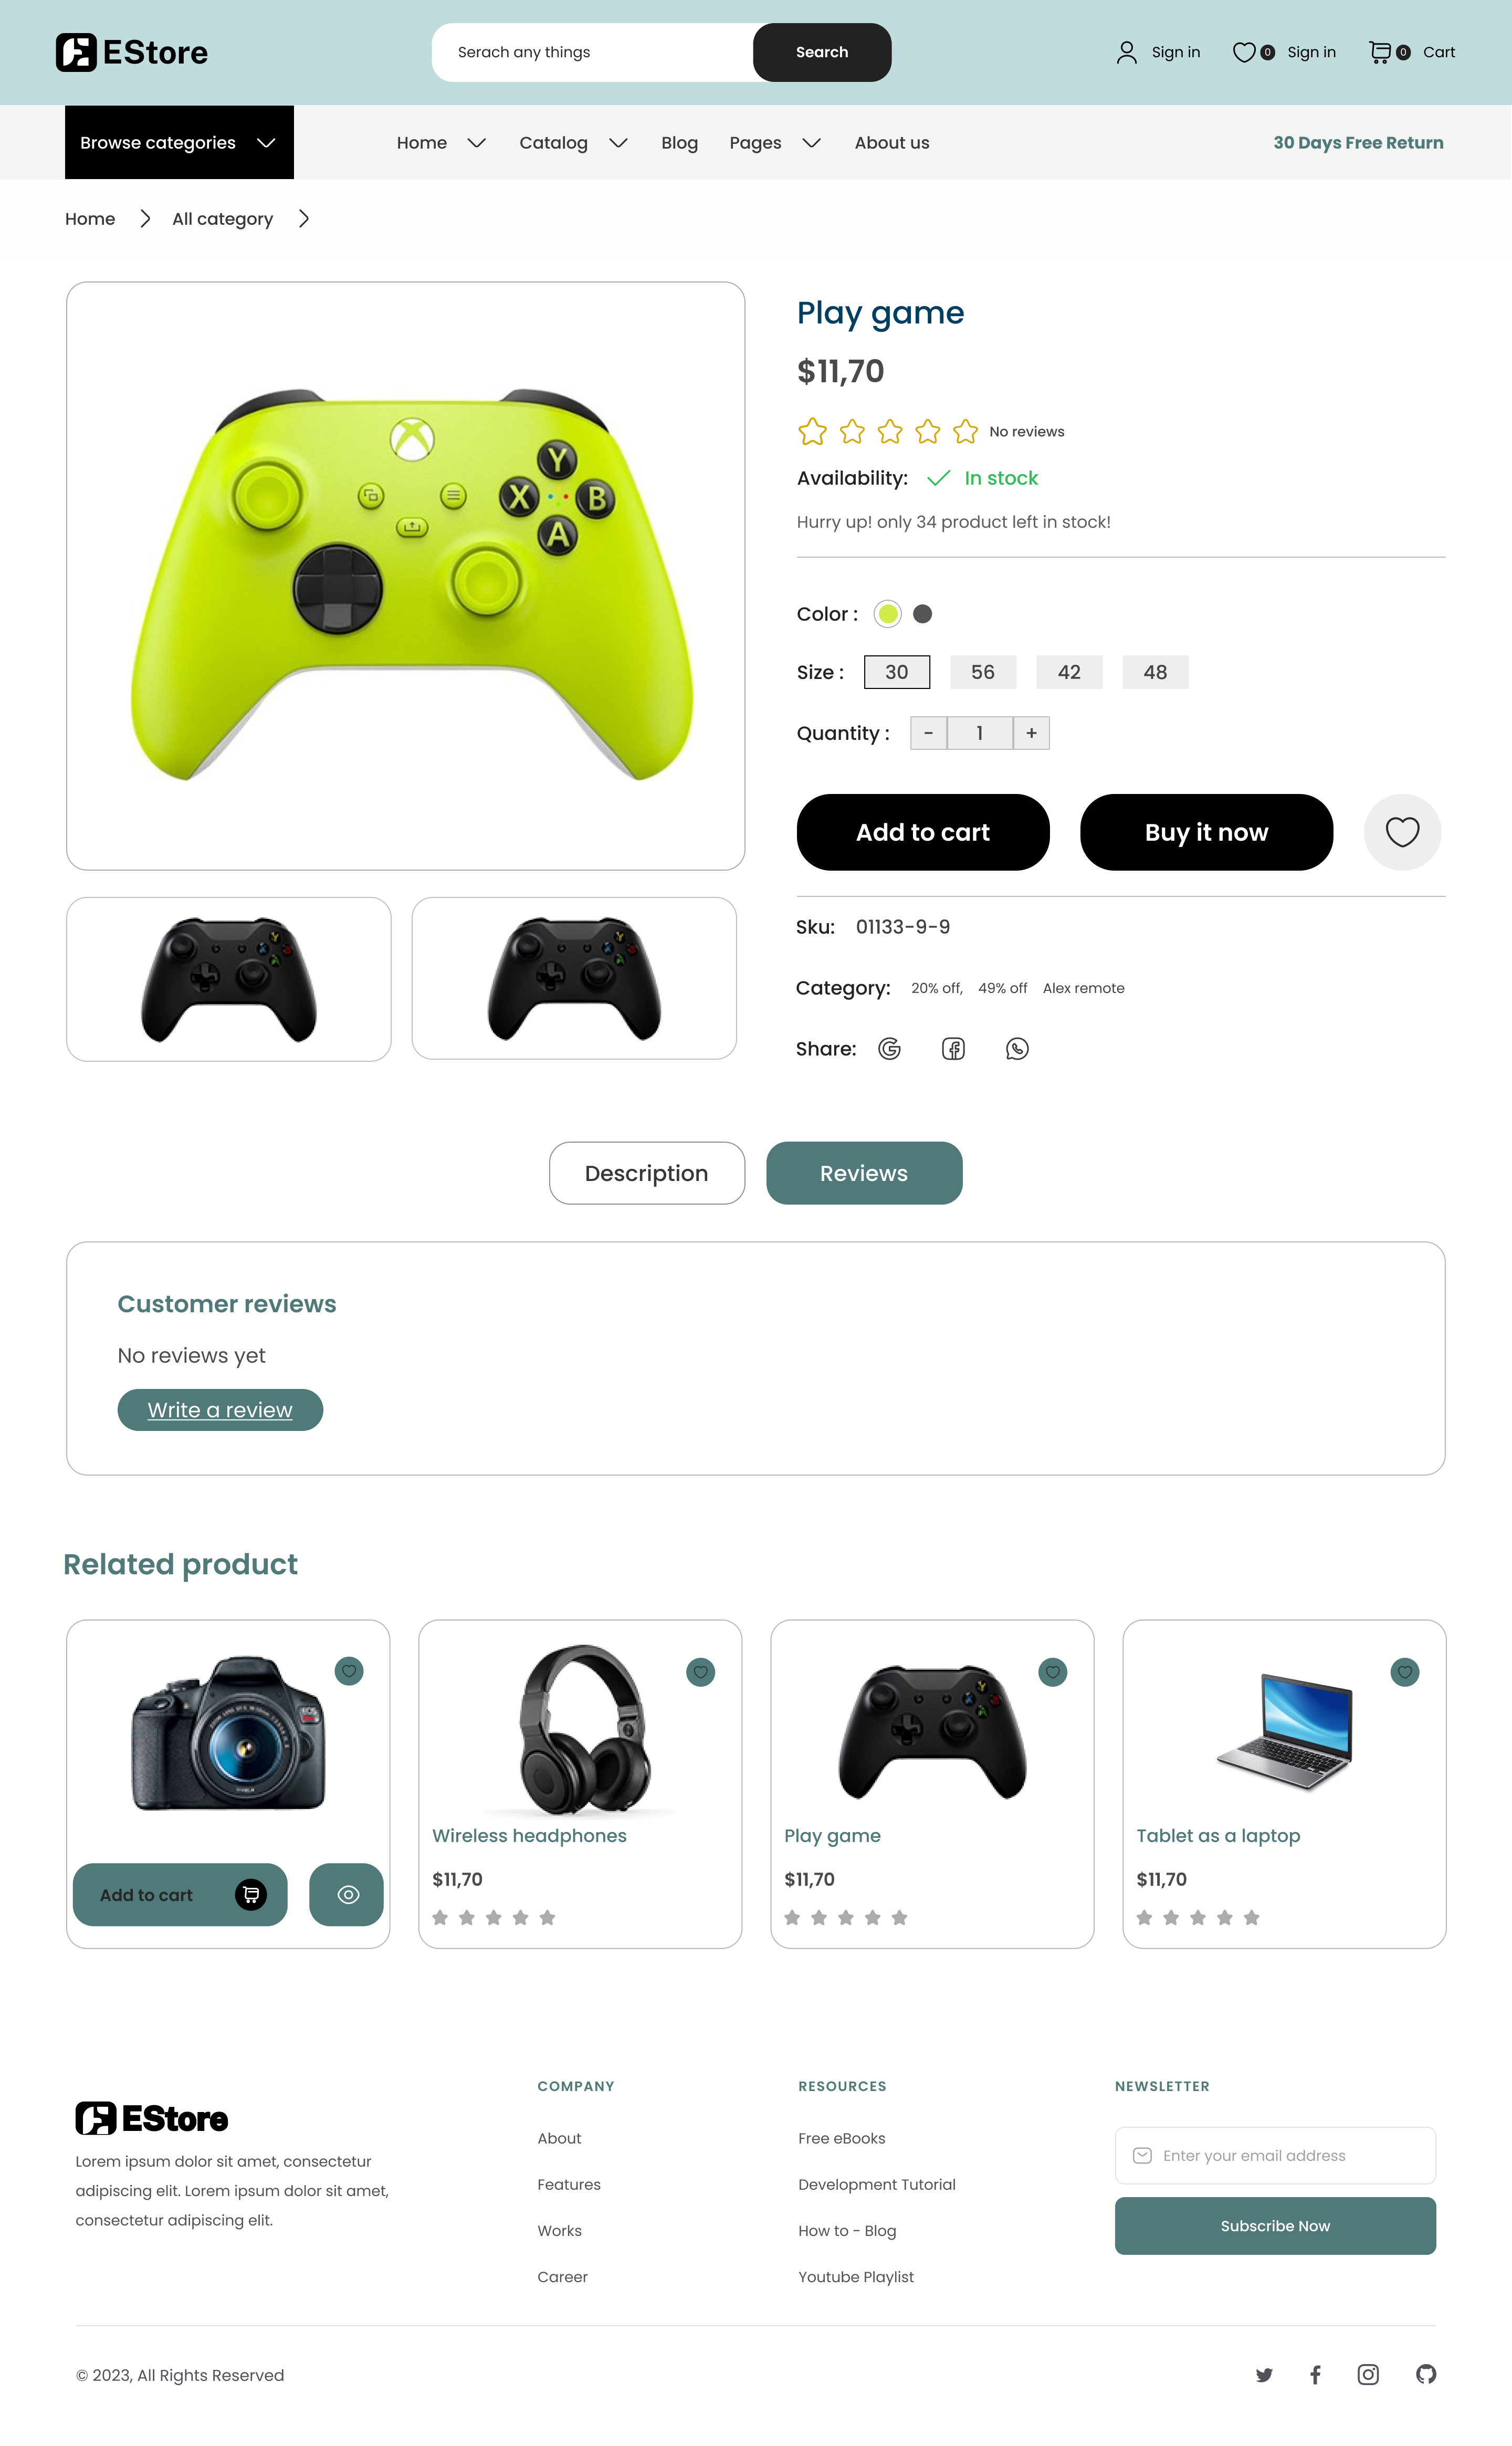 EStore
Serach any things
Search
Sign in
0
Sign in
0
Cart
Browse categories
Home
Catalog
Blog
Pages
About us
30 Days Free Return
Home
All category
Play game
$11,70
No reviews
Availability:
In stock
Hurry up! only 34 product left in stock!
Y
X
B
A
Color :
Size :
30
56
42
48
Quantity :
-
1
+
Add to cart
Buy it now
Sku:
01133-9-9
Category:
20% off,
49% off
Alex remote
Share:
Description
Reviews
Customer reviews
No reviews yet
Write a review
Related product
Add to cart
Wireless headphones
$11,70
Play game
$11,70
Tablet as a laptop
$11,70
EStore
Lorem ipsum dolor sit amet, consectetur
adipiscing elit. Lorem ipsum dolor sit amet,
consectetur adipiscing elit.
COMPANY
About
Features
Works
Career
RESOURCES
Free eBooks
Development Tutorial
How to - Blog
Youtube Playlist
NEWSLETTER
Enter your email address
Subscribe Now
© 2023, All Rights Reserved